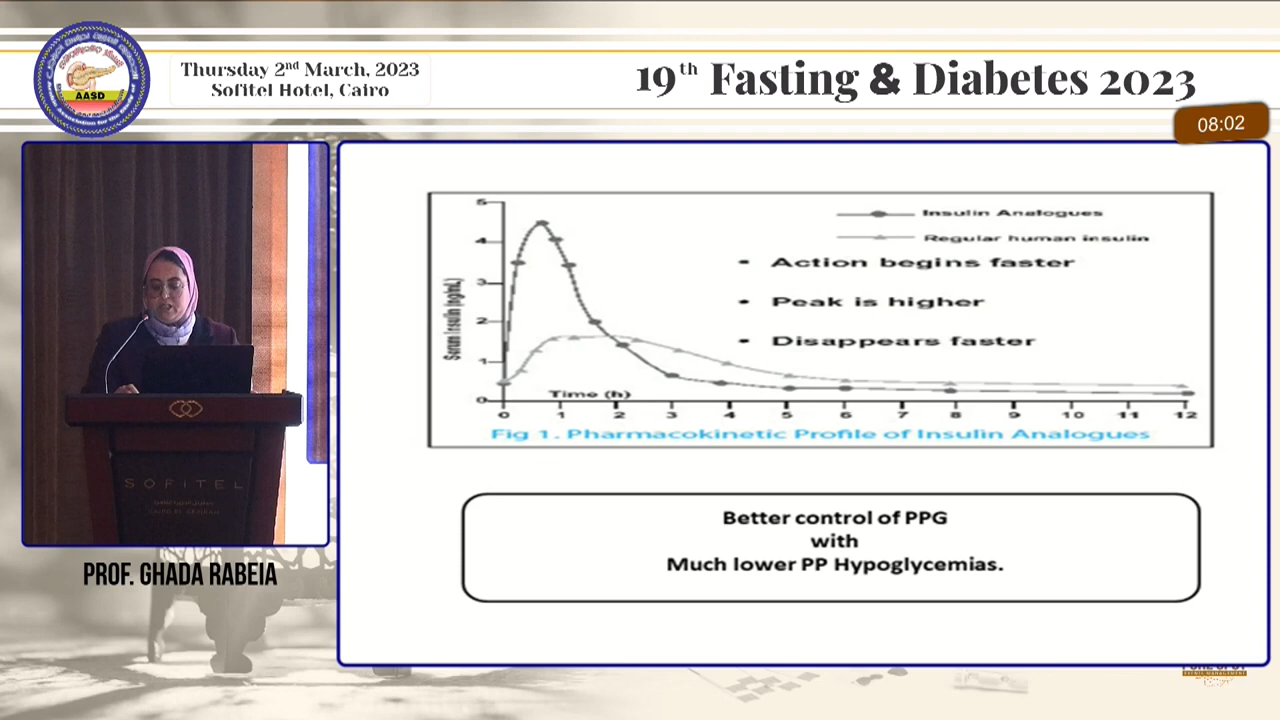 Thursday 2nd March, 2023
Sofitel Hotel, Cairo
19th Fasting & Diabetes 2023
AASD
08:02
Insulin Analogues
Regular human insulin
• Action begins faster
• Peak is higher
• Disappears faster
Serum Insulin (ng/mL)
5
4
3
2
1
0
Time (h)
0 1 2 3 4 5 6 7 8 9 10 11 12
Fig 1. Pharmacokinetic Profile of Insulin Analogues
Better control of PPG
with
Much lower PP Hypoglycemias.
SOFITEL
PROF. GHADA RABEIA